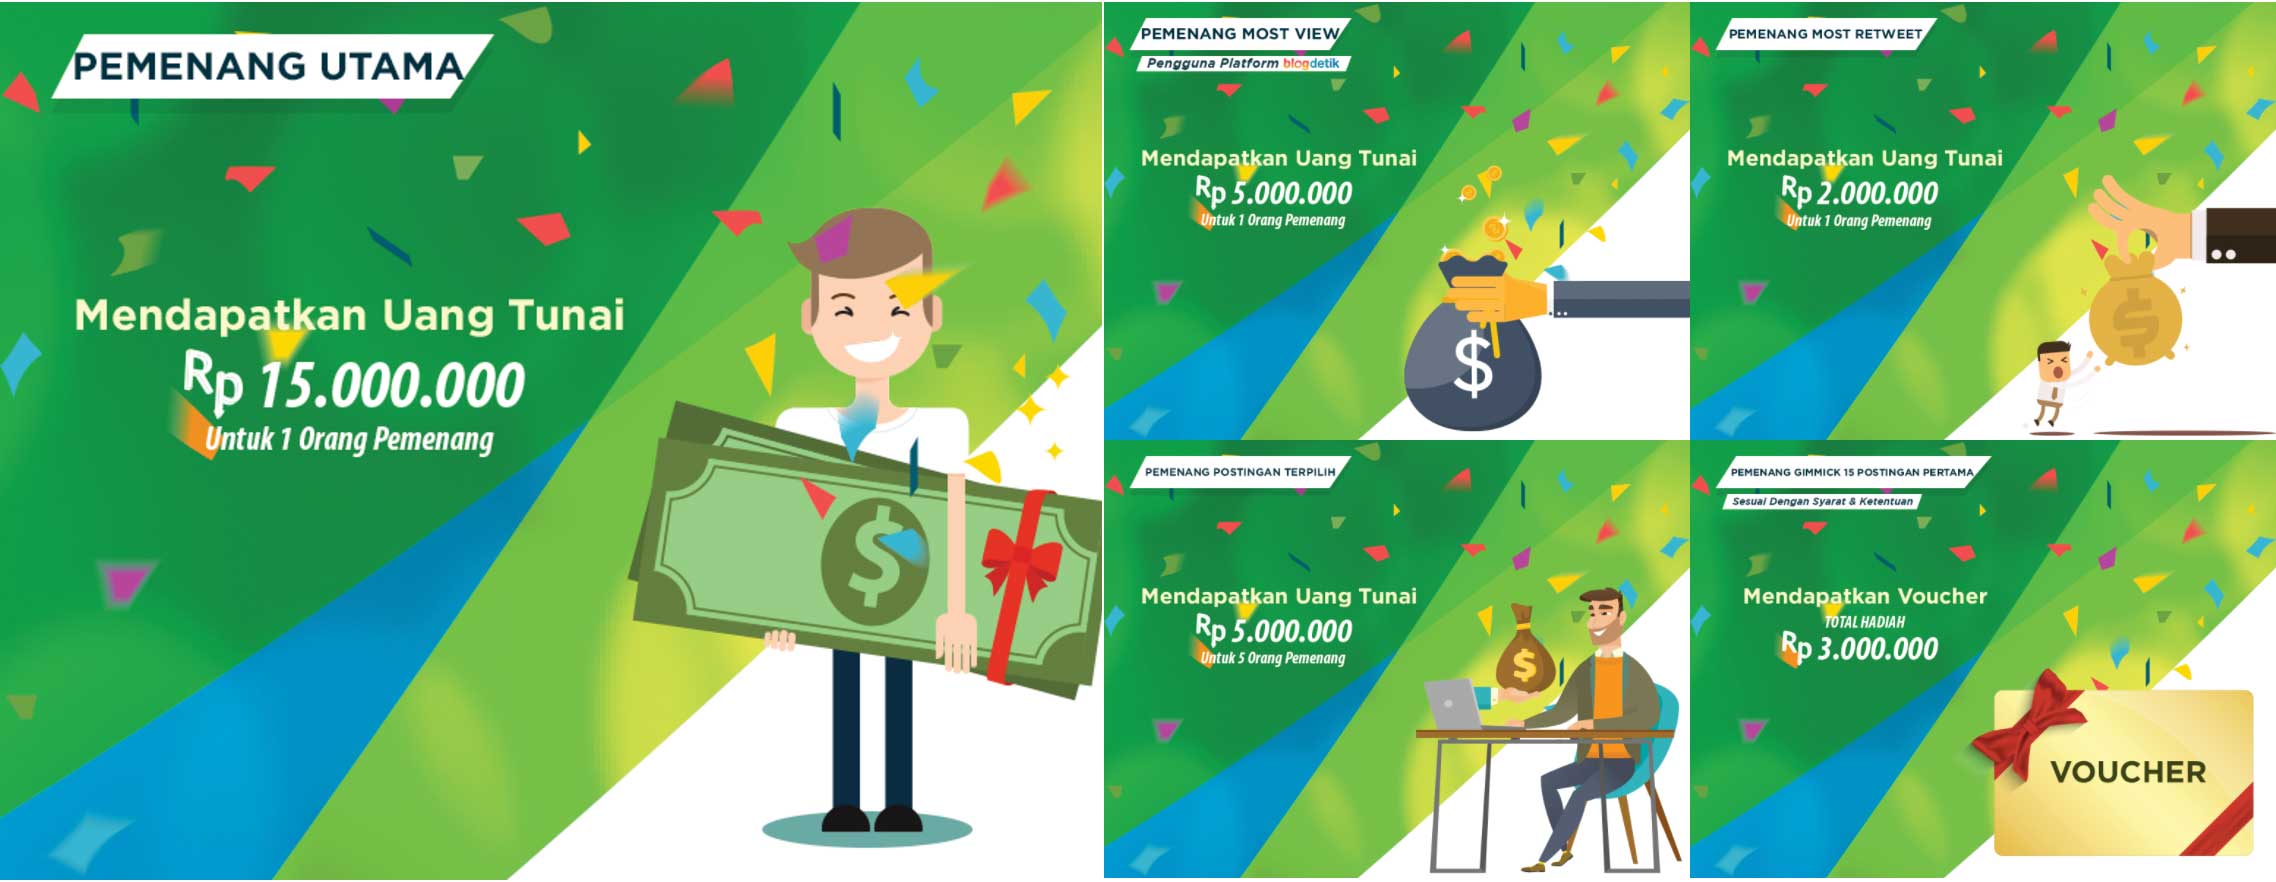 PEMENANG UTAMA
Mendapatkan Uang Tunai
Rp 15.000.000
Untuk 1 Orang Pemenang
PEMENANG MOST VIEW
Pengguna Platform blogdetik
Mendapatkan Uang Tunai
Rp 5.000.000
Untuk 1 Orang Pemenang
$
PEMENANG MOST RETWEET
Mendapatkan Uang Tunai
Rp 2.000.000
Untuk 1 Orang Pemenang
$
$
PEMENANG POSTINGAN TERPILIH
Mendapatkan Uang Tunai
Rp 5.000.000
Untuk 5 Orang Pemenang
$
PEMENANG GIMMICK 15 POSTINGAN PERTAMA
Sesuai Dengan Syarat & Ketentuan
Mendapatkan Voucher
TOTAL HADIAH
Rp 3.000.000
VOUCHER